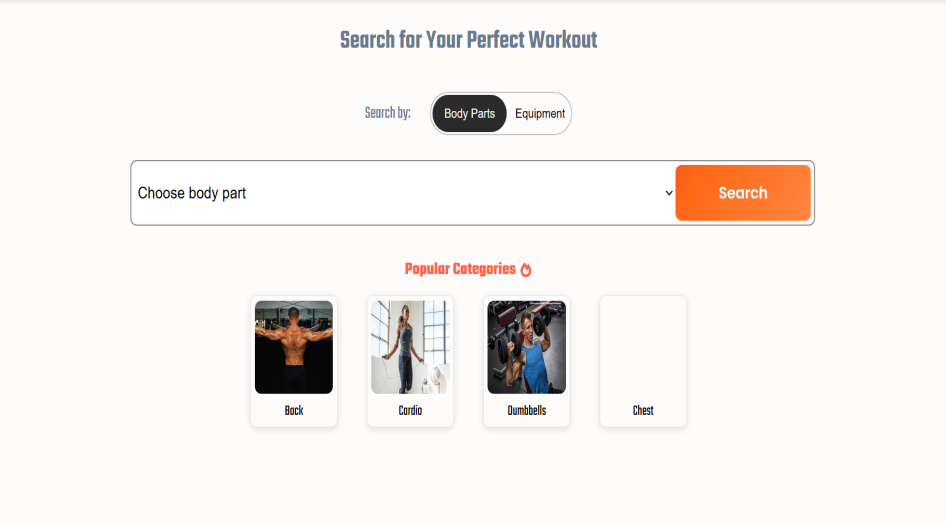 Search for Your Perfect Workout
Search by: Body Parts Equipment
Choose body part Search
Popular Categories
Back Cardio Dumbbells Chest